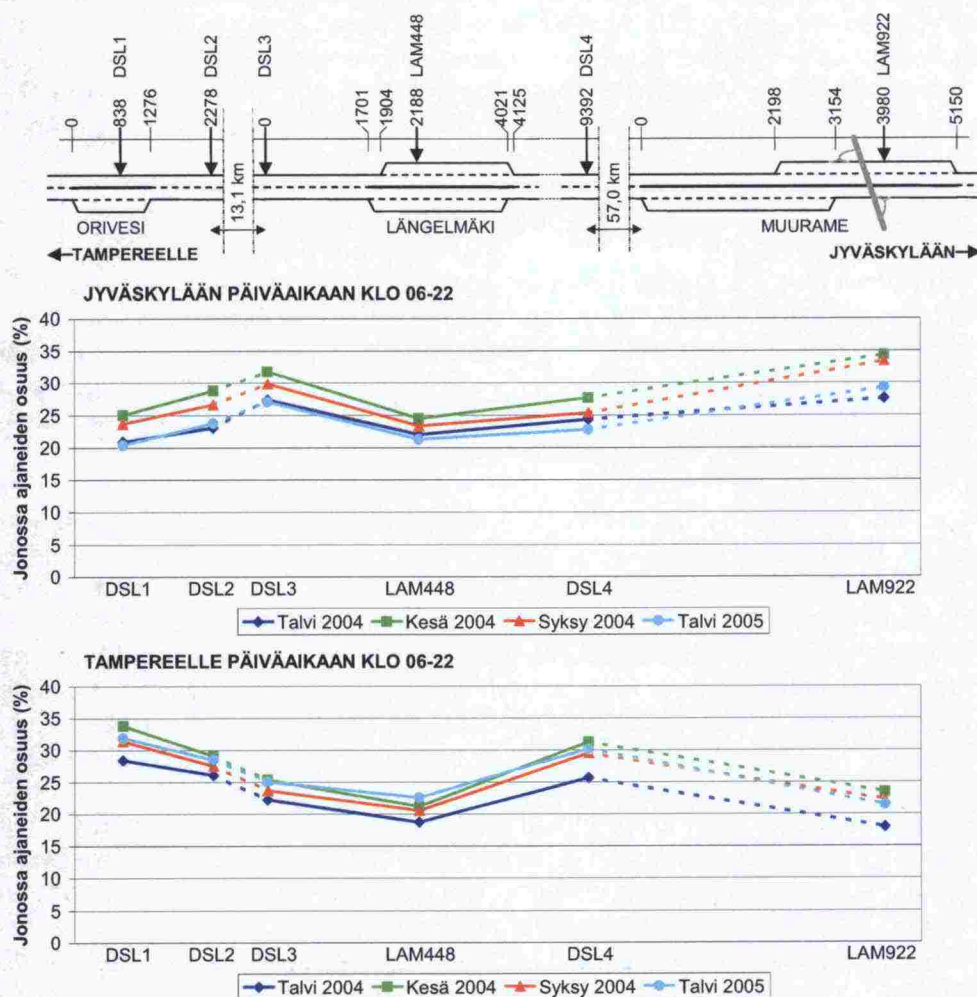 DSL1 DSL2 DSL3 LAM448 DSL4 LAM922
0 838 1276 2278 0 1701 1904 2188 4021 4125 9392 0 2198 3154 3980 5150
13,1 km 57,0 km
ORIVESI LÄNGELMÄKI MUURAME
TAMPEREELLE JYVÄSKYLÄÄN
JYVÄSKYLÄÄN PÄIVÄAIKAAN KLO 06-22
Jonossa ajaneiden osuus (%)
40
35
30
25
20
15
10
5
0
DSL1 DSL2 DSL3 LAM448 DSL4 LAM922
Talvi 2004 Kesä 2004 Syksy 2004 Talvi 2005
TAMPEREELLE PÄIVÄAIKAAN KLO 06-22
Jonossa ajaneiden osuus (%)
40
35
30
25
20
15
10
5
0
DSL1 DSL2 DSL3 LAM448 DSL4 LAM922
Talvi 2004 Kesä 2004 Syksy 2004 Talvi 2005